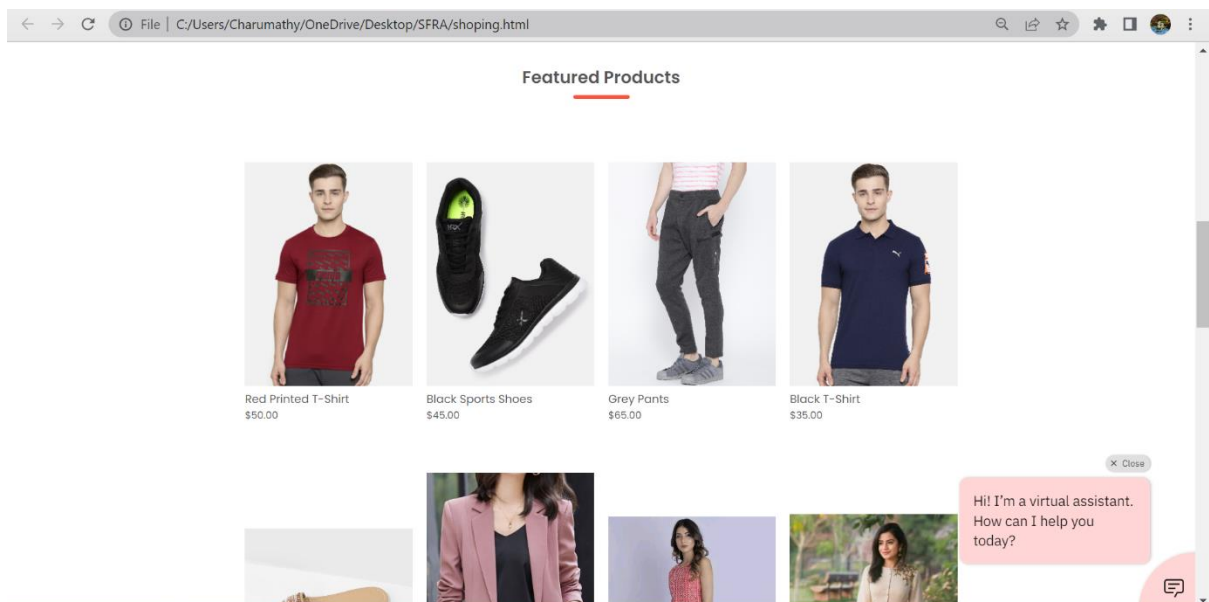 File | C:/Users/Charumathy/OneDrive/Desktop/SFRA/shoping.html
Featured Products
Red Printed T-Shirt
$50.00
Black Sports Shoes
$45.00
Grey Pants
$65.00
Black T-Shirt
$35.00
× Close
Hi! I'm a virtual assistant.
How can I help you
today?